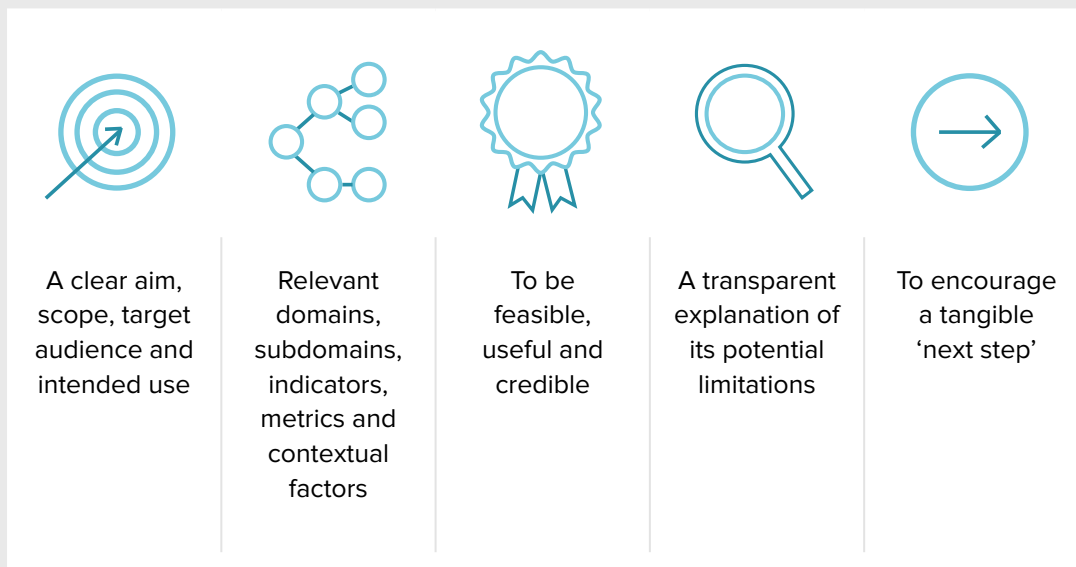 A clear aim,
scope, target
audience and
intended use
Relevant
domains,
subdomains,
indicators,
metrics and
contextual
factors
To be
feasible,
useful and
credible
A transparent
explanation of
its potential
limitations
To encourage
a tangible
‘next step’